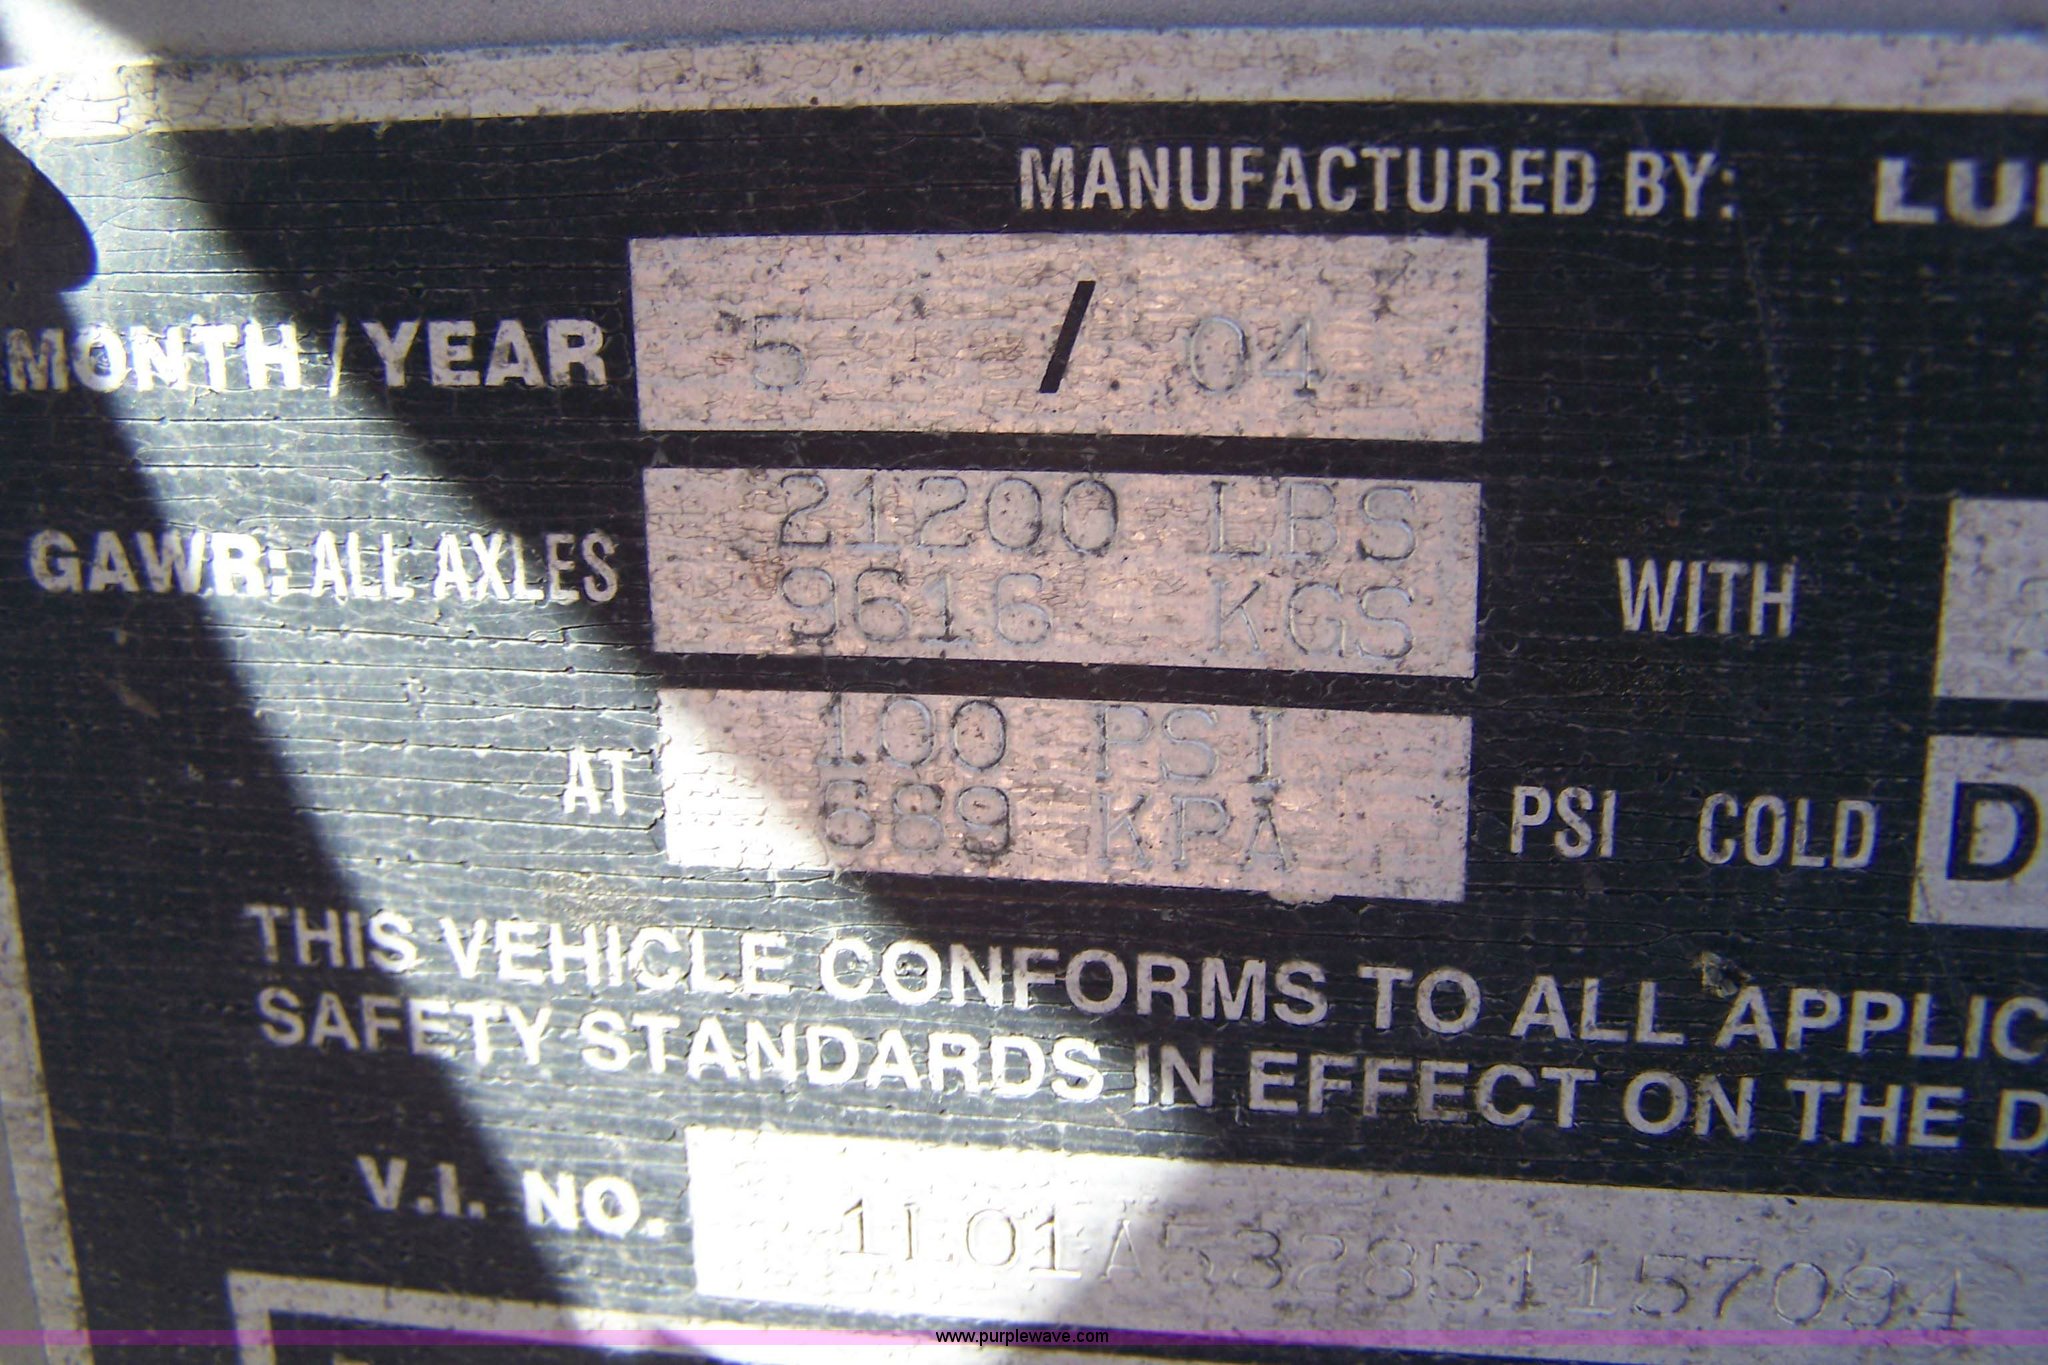 MANUFACTURED BY:
MONTH/YEAR 5 / 04
21200 LBS
GAWR: ALL AXLES 9616 KGS WITH
100 PSI
AT 689 KPA PSI COLD D
THIS VEHICLE CONFORMS TO ALL APPLIC
SAFETY STANDARDS IN EFFECT ON THE D
V.I. NO. 1L01A532851157094
www.purplewave.com